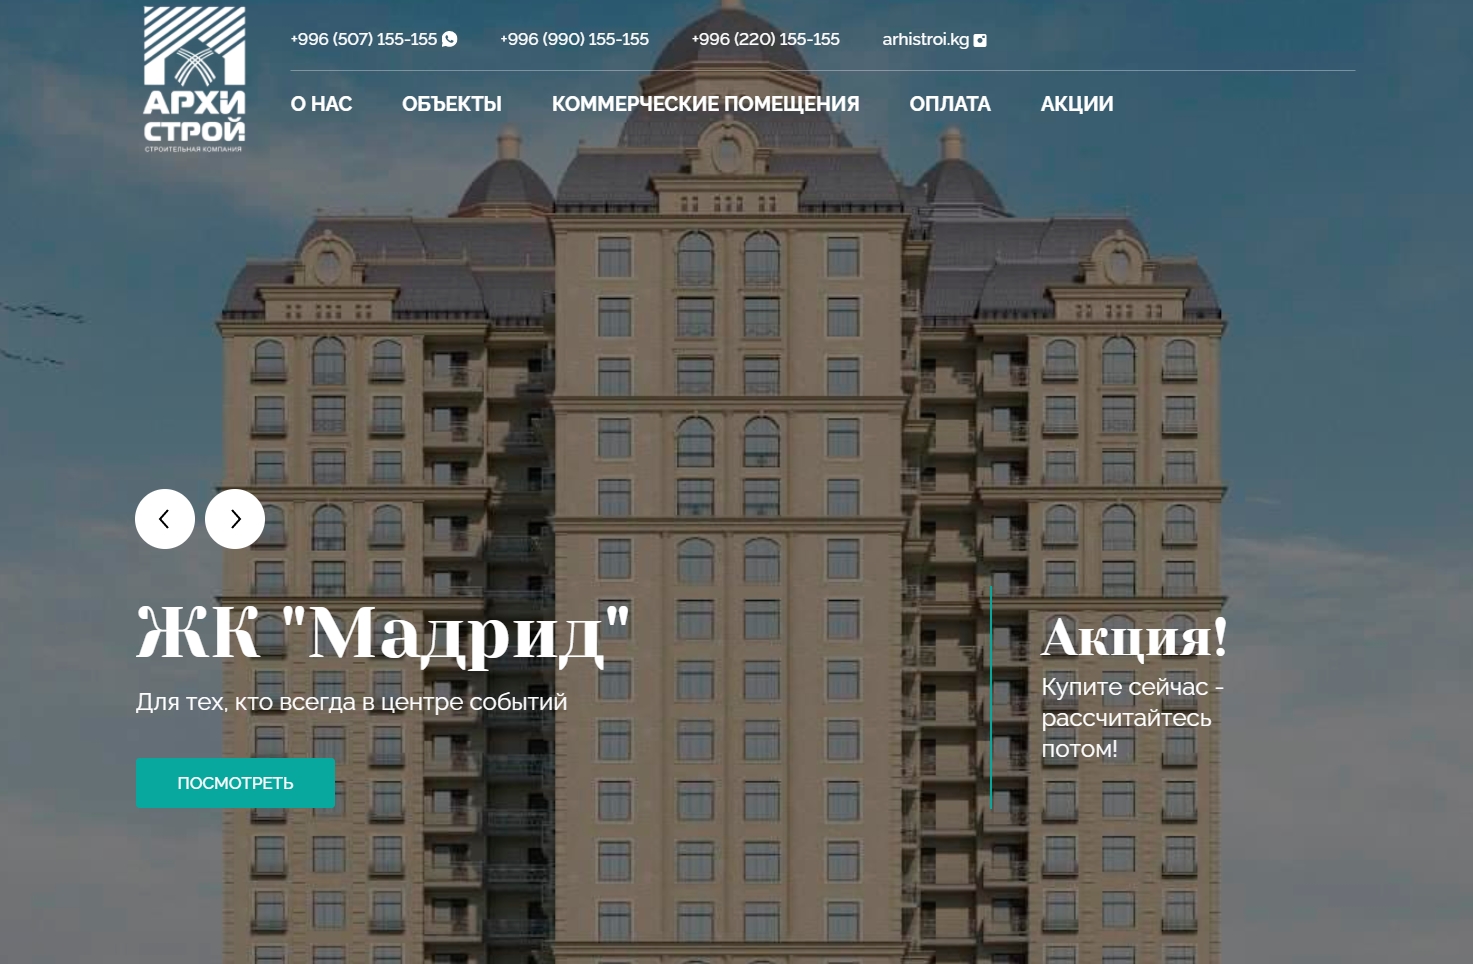 АРХИ
СТРОЙ
СТРОИТЕЛЬНАЯ КОМПАНИЯ
+996 (507) 155-155 +996 (990) 155-155 +996 (220) 155-155 arhistroi.kg
О НАС ОБЪЕКТЫ КОММЕРЧЕСКИЕ ПОМЕЩЕНИЯ ОПЛАТА АКЦИИ
ЖК "Мадрид"
Для тех, кто всегда в центре событий
ПОСМОТРЕТЬ
Акция!
Купите сейчас -
рассчитайтесь
потом!